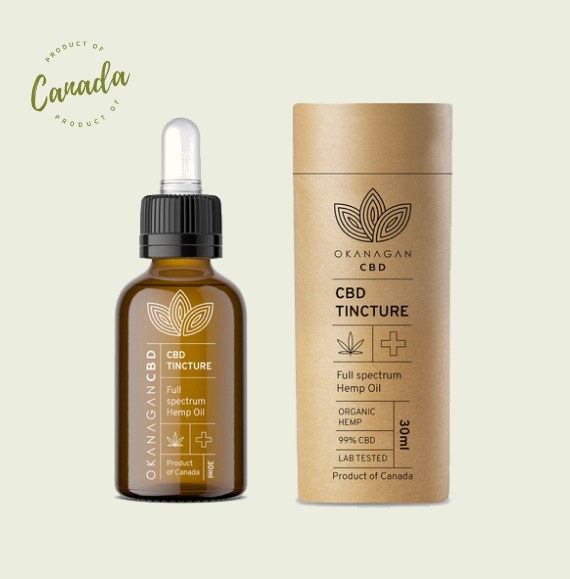 PRODUCT OF
Canada
PRODUCT OF
OKANAGAN CBD
CBD
TINCTURE
Full
spectrum
Hemp Oil
Product
of Canada
30ml
OKANAGAN
CBD
CBD
TINCTURE
Full spectrum
Hemp Oil
ORGANIC
HEMP
99% CBD
LAB TESTED
30ml
Product of Canada